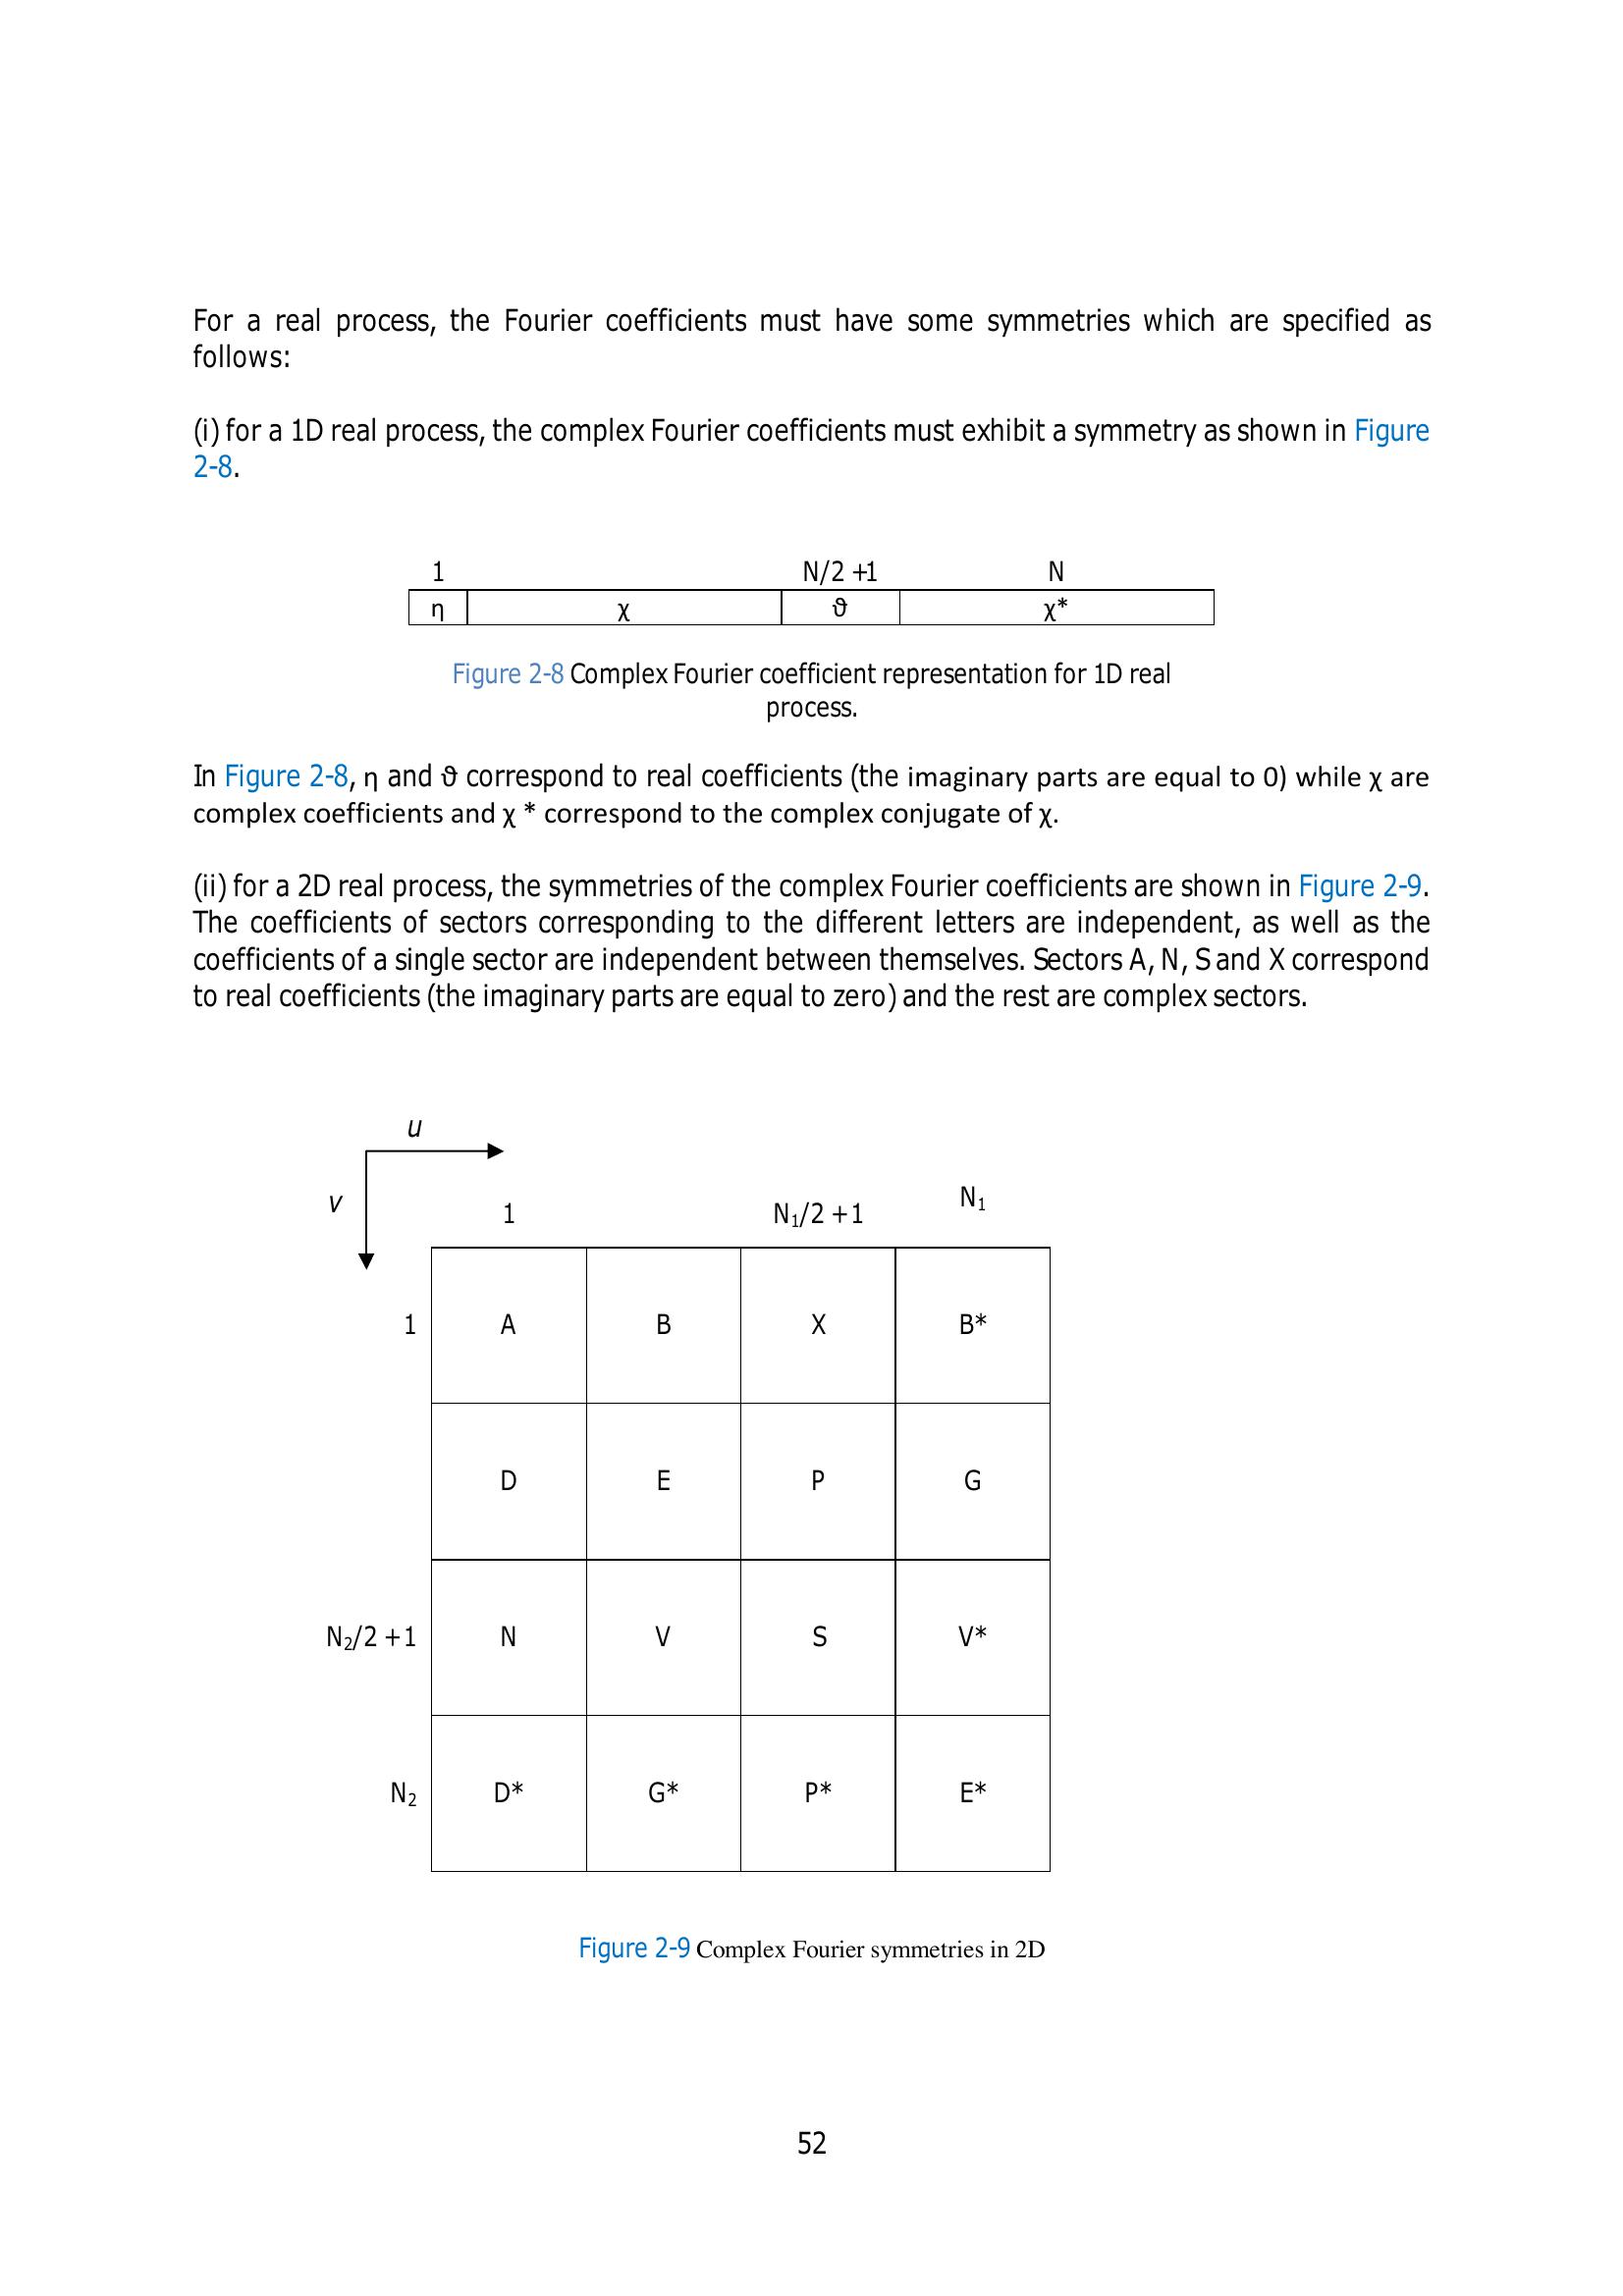 For a real process, the Fourier coefficients must have some symmetries which are specified as
follows:
(i) for a 1D real process, the complex Fourier coefficients must exhibit a symmetry as shown in Figure
2-8.
1 N/2 +1 N
η χ ϑ χ*
Figure 2-8 Complex Fourier coefficient representation for 1D real
process.
In Figure 2-8, η and ϑ correspond to real coefficients (the imaginary parts are equal to 0) while χ are
complex coefficients and χ * correspond to the complex conjugate of χ.
(ii) for a 2D real process, the symmetries of the complex Fourier coefficients are shown in Figure 2-9.
The coefficients of sectors corresponding to the different letters are independent, as well as the
coefficients of a single sector are independent between themselves. Sectors A, N, S and X correspond
to real coefficients (the imaginary parts are equal to zero) and the rest are complex sectors.
u
v
1 N₁/2 +1 N₁
1 A B X B*
D E P G
N₂/2 +1 N V S V*
N₂ D* G* P* E*
Figure 2-9 Complex Fourier symmetries in 2D
52